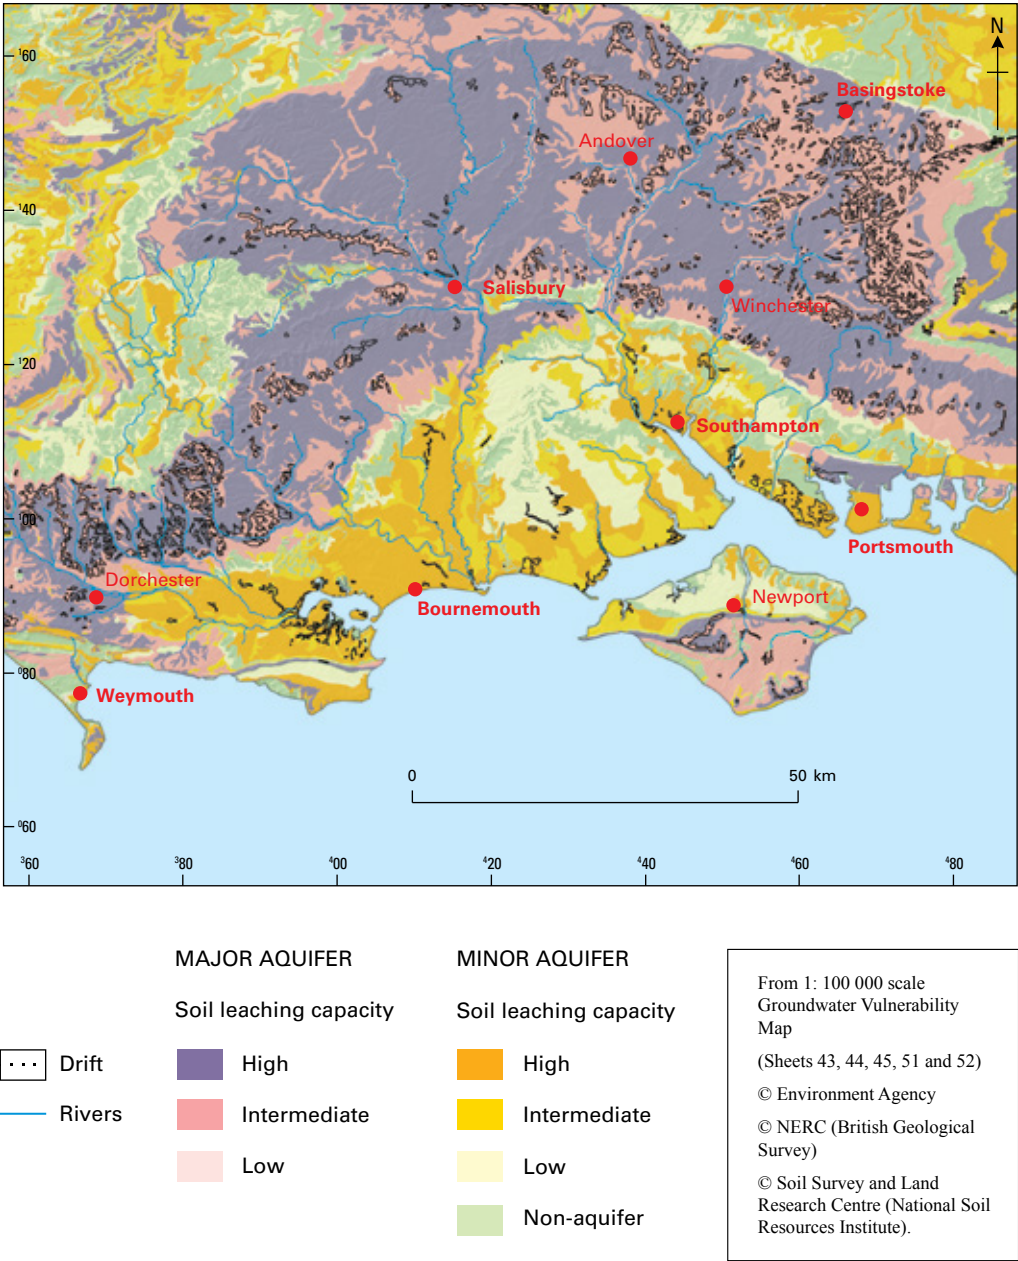 N
¹60
Basingstoke
Andover
¹40
Salisbury
Winchester
¹20
Southampton
¹00
Portsmouth
Dorchester
Newport
Bournemouth
⁰80
Weymouth
0 50 km
⁰60
³60 ³80 ⁴00 ⁴20 ⁴40 ⁴60 ⁴80
MAJOR AQUIFER
Soil leaching capacity
Drift
Rivers
High
Intermediate
Low
MINOR AQUIFER
Soil leaching capacity
High
Intermediate
Low
Non-aquifer
From 1: 100 000 scale
Groundwater Vulnerability
Map
(Sheets 43, 44, 45, 51 and 52)
© Environment Agency
© NERC (British Geological
Survey)
© Soil Survey and Land
Research Centre (National Soil
Resources Institute).